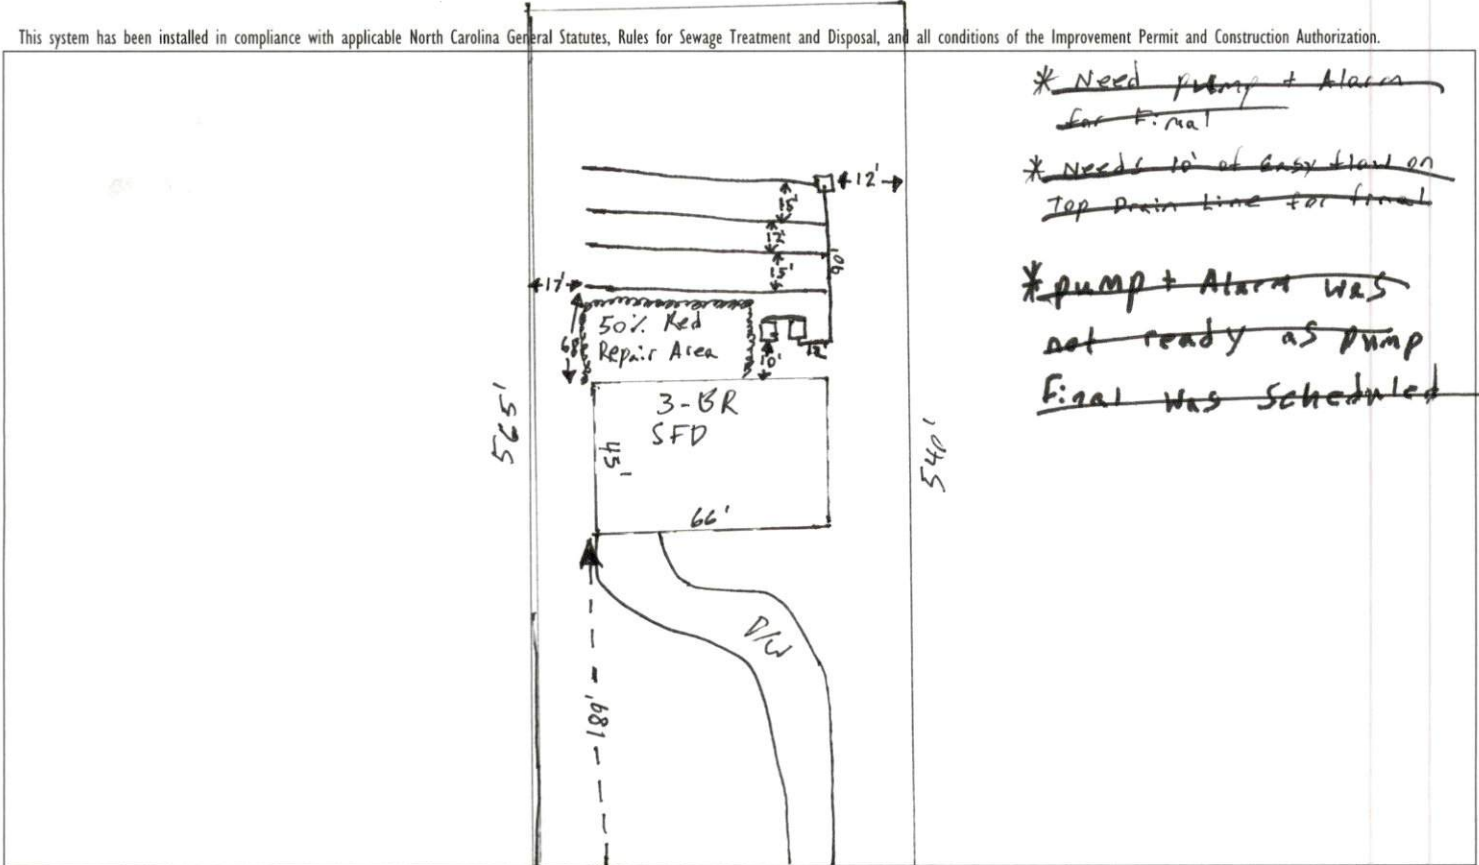 This system has been installed in compliance with applicable North Carolina General Statutes, Rules for Sewage Treatment and Disposal, and all conditions of the Improvement Permit and Construction Authorization.
* Need pump + Alarm
for Final
* Needs 10' of Easy flow on
Top Drain Line for final
* pump + Alarm was
not ready as pump
Final was scheduled
12'
15'
12'
15'
90'
17'
50% Red
Repair Area
68'
12'
10'
3-BR
SFD
45'
66'
565'
540'
D/W
189'